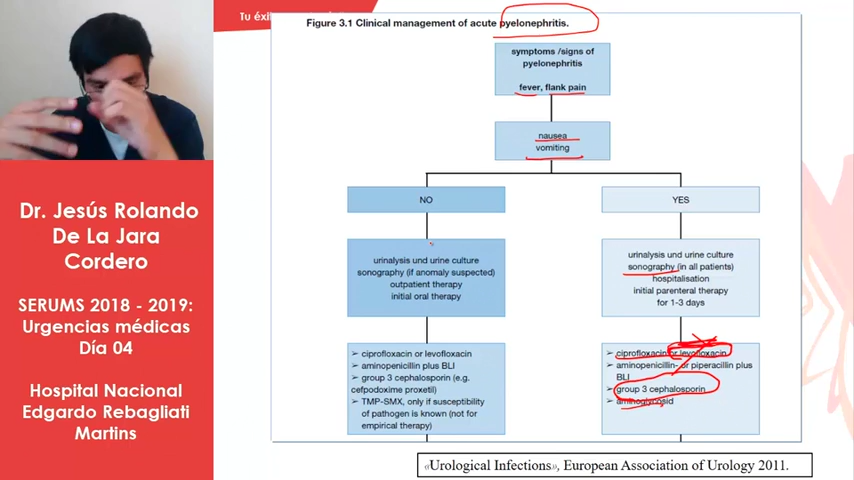 Tu éxi
Figure 3.1 Clinical management of acute pyelonephritis.
symptoms /signs of
pyelonephritis
fever, flank pain
nausea
vomiting
NO
YES
urinalysis und urine culture
sonography (if anomaly suspected)
outpatient therapy
initial oral therapy
urinalysis und urine culture
sonography (in all patients)
hospitalisation
initial parenteral therapy
for 1-3 days
➢ ciprofloxacin or levofloxacin
➢ aminopenicillin plus BLI
➢ group 3 cephalosporin (e.g.
cefpodoxime proxetil)
➢ TMP-SMX, only if susceptibility
of pathogen is known (not for
empirical therapy)
➢ ciprofloxacin or levofloxacin
➢ aminopenicillin- or piperacillin plus
BLI
➢ group 3 cephalosporin
➢ aminoglycosid
Dr. Jesús Rolando
De La Jara
Cordero
SERUMS 2018 - 2019:
Urgencias médicas
Día 04
Hospital Nacional
Edgardo Rebagliati
Martins
«Urological Infections», European Association of Urology 2011.